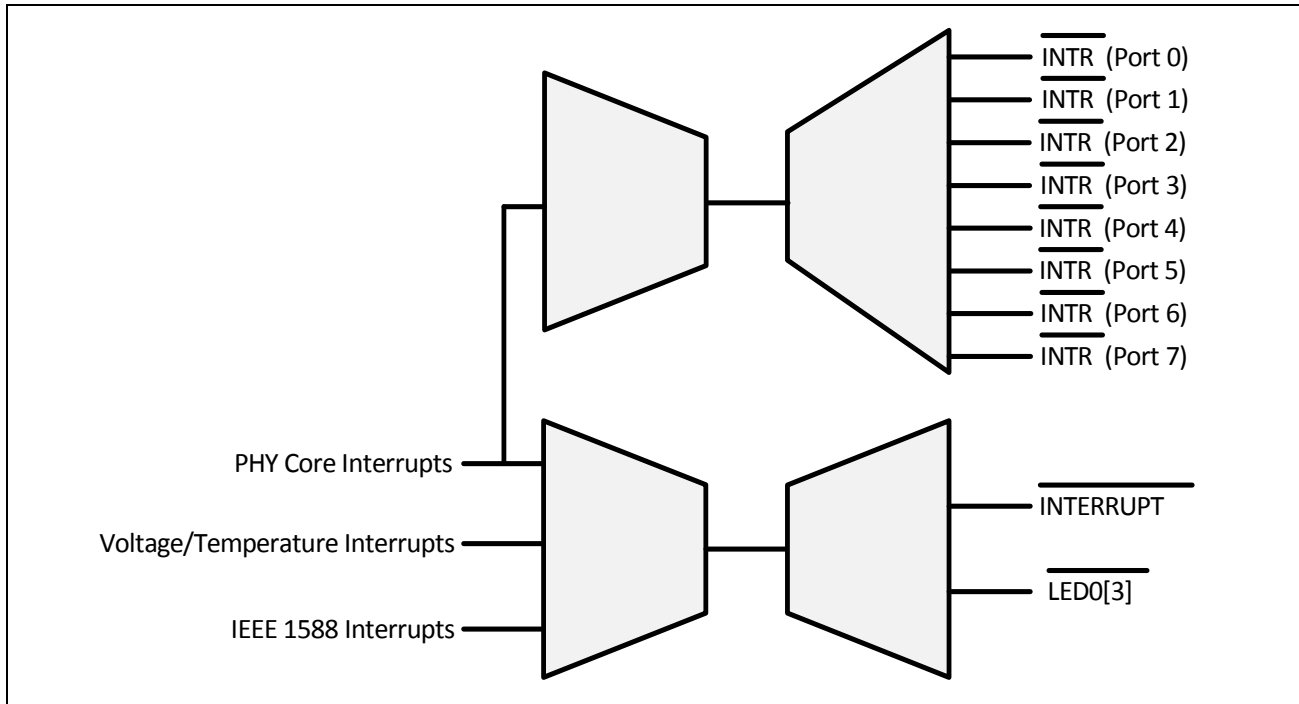 INTR (Port 0)
INTR (Port 1)
INTR (Port 2)
INTR (Port 3)
INTR (Port 4)
INTR (Port 5)
INTR (Port 6)
INTR (Port 7)
PHY Core Interrupts
Voltage/Temperature Interrupts
IEEE 1588 Interrupts
INTERRUPT
LED0[3]